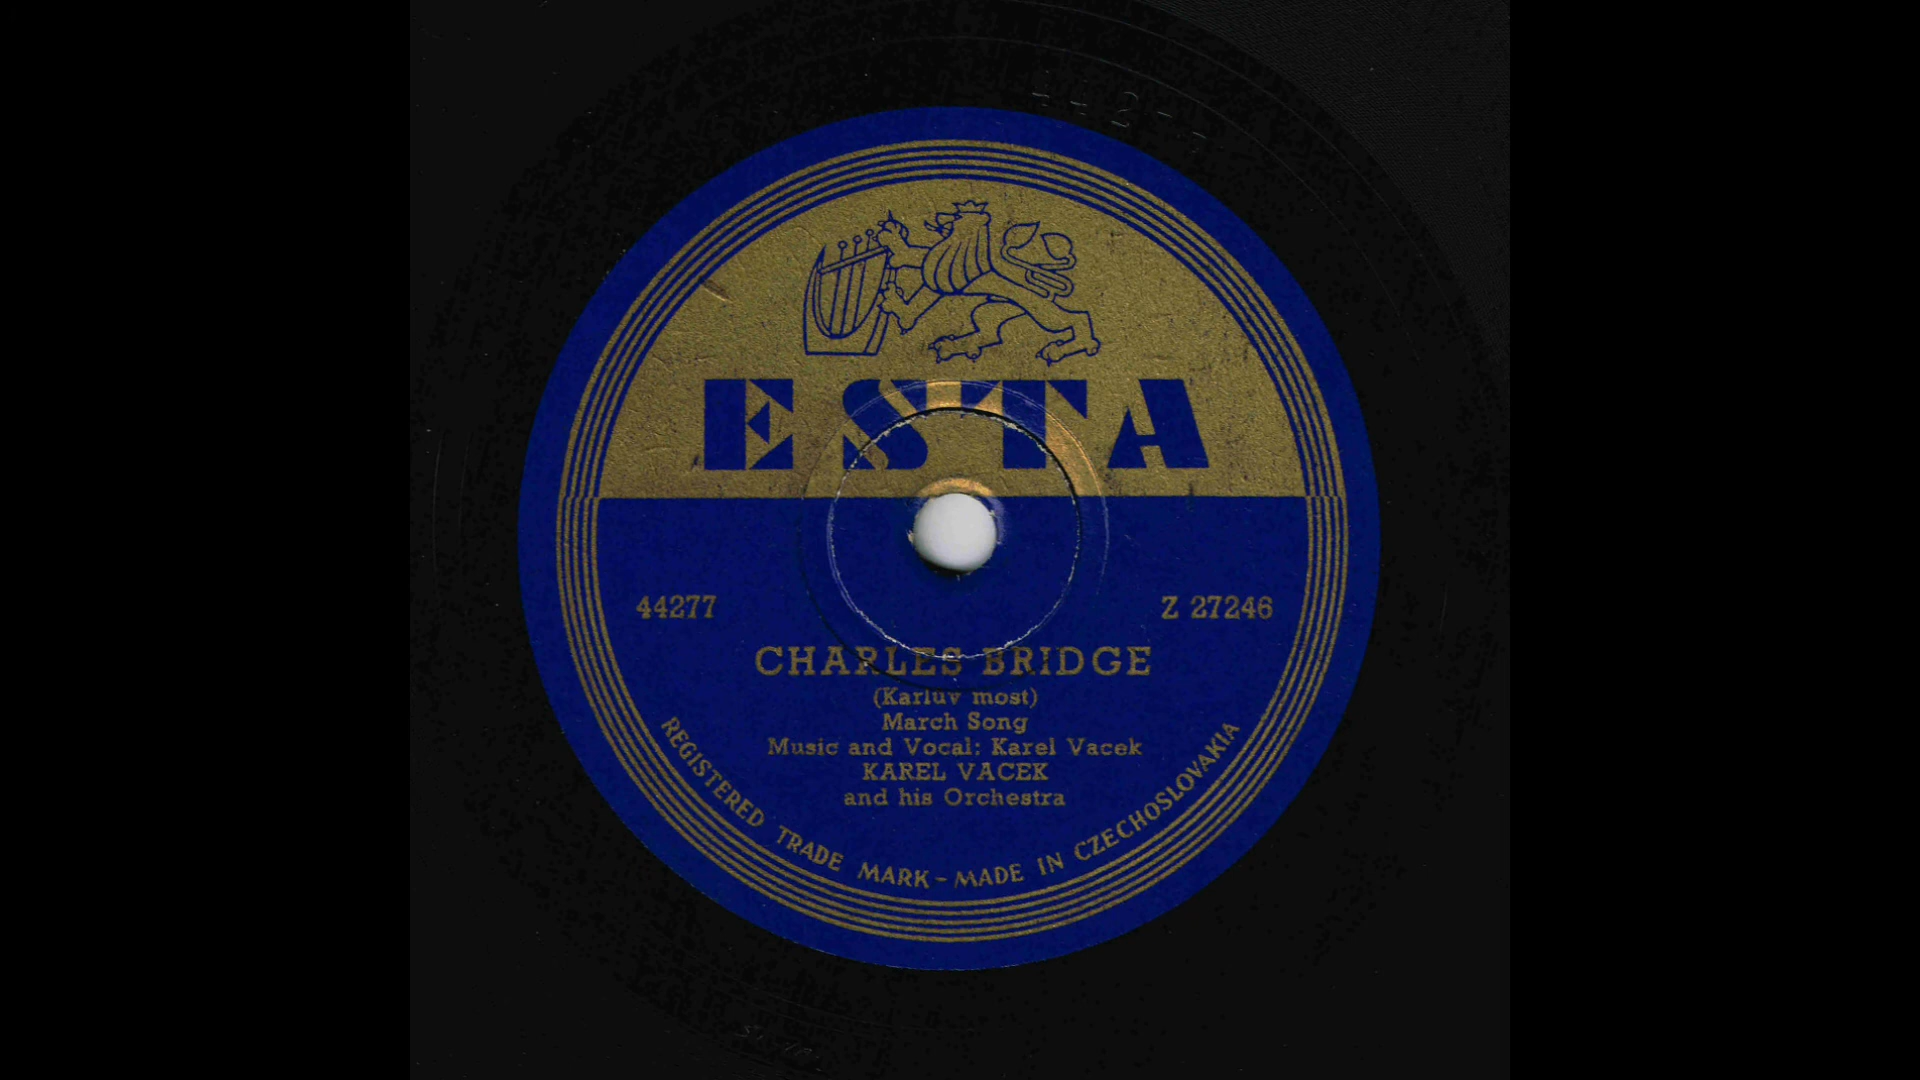 ESTA
44277
Z 27246
CHARLES BRIDGE
(Karluv most)
March Song
Music and Vocal: Karel Vacek
KAREL VACEK
and his Orchestra
REGISTERED TRADE MARK - MADE IN CZECHOSLOVAKIA